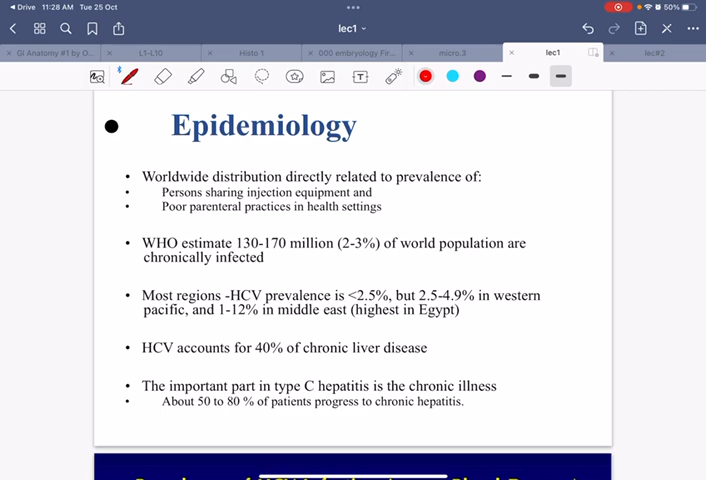 Drive 11:28 AM Tue 25 Oct
50%
lec1
GI Anatomy #1 by O...
L1-L10
Histo 1
000 embryology Fir...
micro.3
lec1
lec#2
Epidemiology
• Worldwide distribution directly related to prevalence of:
• Persons sharing injection equipment and
• Poor parenteral practices in health settings
• WHO estimate 130-170 million (2-3%) of world population are
chronically infected
• Most regions -HCV prevalence is <2.5%, but 2.5-4.9% in western
pacific, and 1-12% in middle east (highest in Egypt)
• HCV accounts for 40% of chronic liver disease
• The important part in type C hepatitis is the chronic illness
• About 50 to 80 % of patients progress to chronic hepatitis.